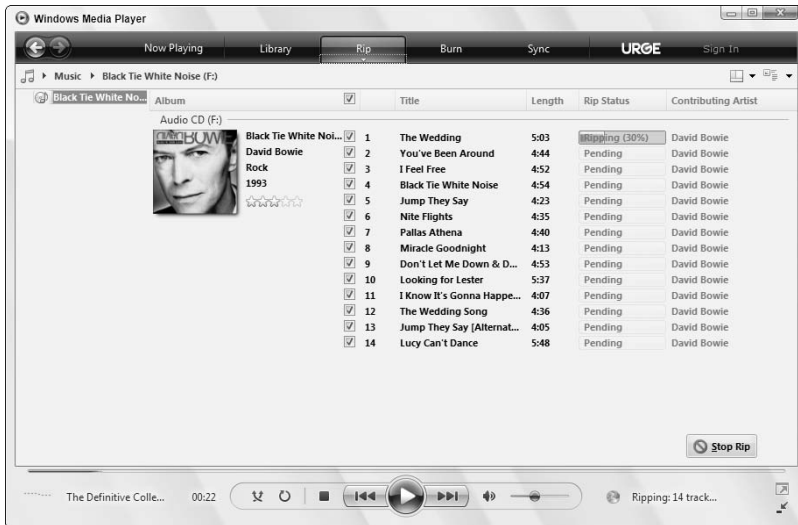 Windows Media Player
Now Playing Library Rip Burn Sync URGE Sign In
Music Black Tie White Noise (F:)
Black Tie White No...
Album Title Length Rip Status Contributing Artist
Audio CD (F:)
BOWIE
Black Tie White Noi... 1 The Wedding 5:03 Ripping (30%) David Bowie
David Bowie 2 You've Been Around 4:44 Pending David Bowie
Rock 3 I Feel Free 4:52 Pending David Bowie
1993 4 Black Tie White Noise 4:54 Pending David Bowie
5 Jump They Say 4:23 Pending David Bowie
6 Nite Flights 4:35 Pending David Bowie
7 Pallas Athena 4:40 Pending David Bowie
8 Miracle Goodnight 4:13 Pending David Bowie
9 Don't Let Me Down & D... 4:53 Pending David Bowie
10 Looking for Lester 5:37 Pending David Bowie
11 I Know It's Gonna Happe... 4:07 Pending David Bowie
12 The Wedding Song 4:36 Pending David Bowie
13 Jump They Say [Alternat... 4:05 Pending David Bowie
14 Lucy Can't Dance 5:48 Pending David Bowie
Stop Rip
The Definitive Colle... 00:22 Ripping: 14 track...